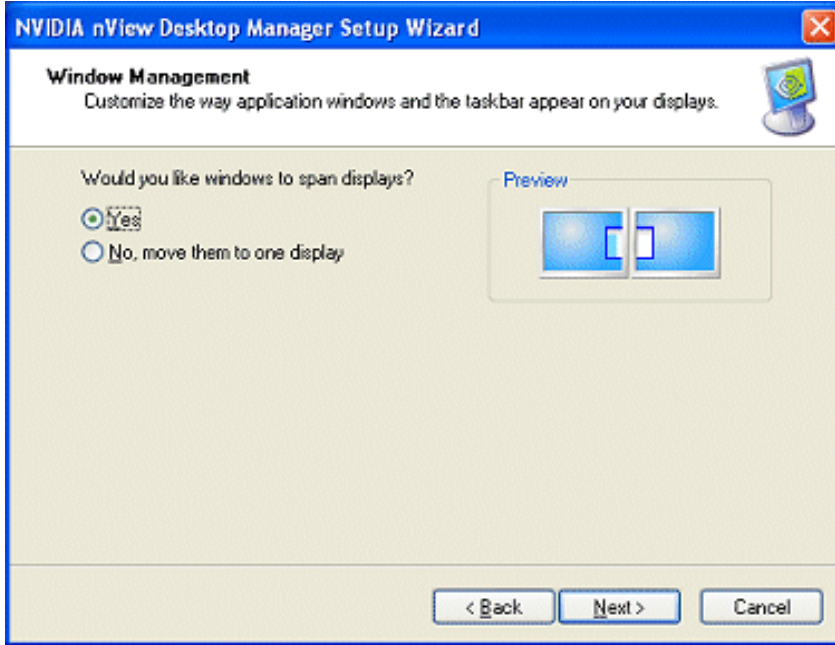 NVIDIA nView Desktop Manager Setup Wizard
Window Management
Customize the way application windows and the taskbar appear on your displays.
Would you like windows to span displays?
Preview
Yes
No, move them to one display
< Back
Next >
Cancel